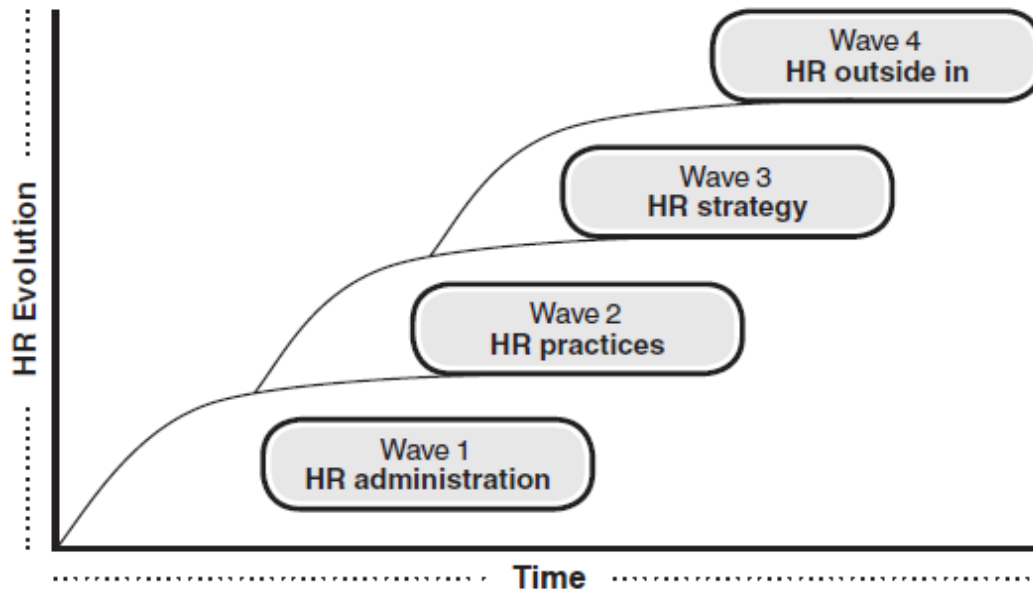 Wave 4
HR outside in
Wave 3
HR strategy
Wave 2
HR practices
Wave 1
HR administration
HR Evolution
Time